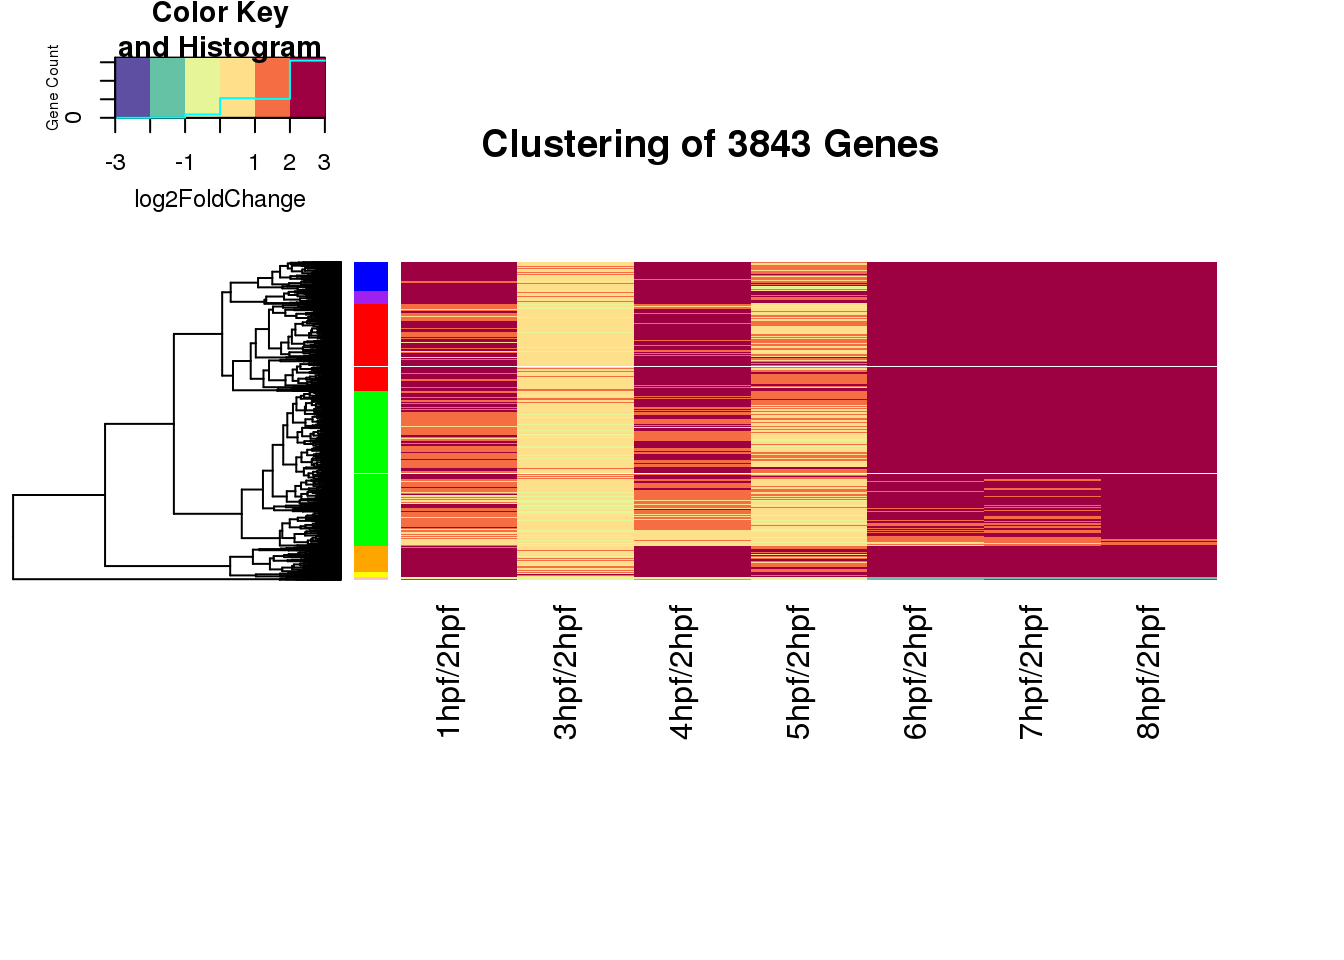 Color Key
and Histogram
Gene Count
0
-3 -1 1 2 3
log2FoldChange
Clustering of 3843 Genes
1hpf/2hpf
3hpf/2hpf
4hpf/2hpf
5hpf/2hpf
6hpf/2hpf
7hpf/2hpf
8hpf/2hpf